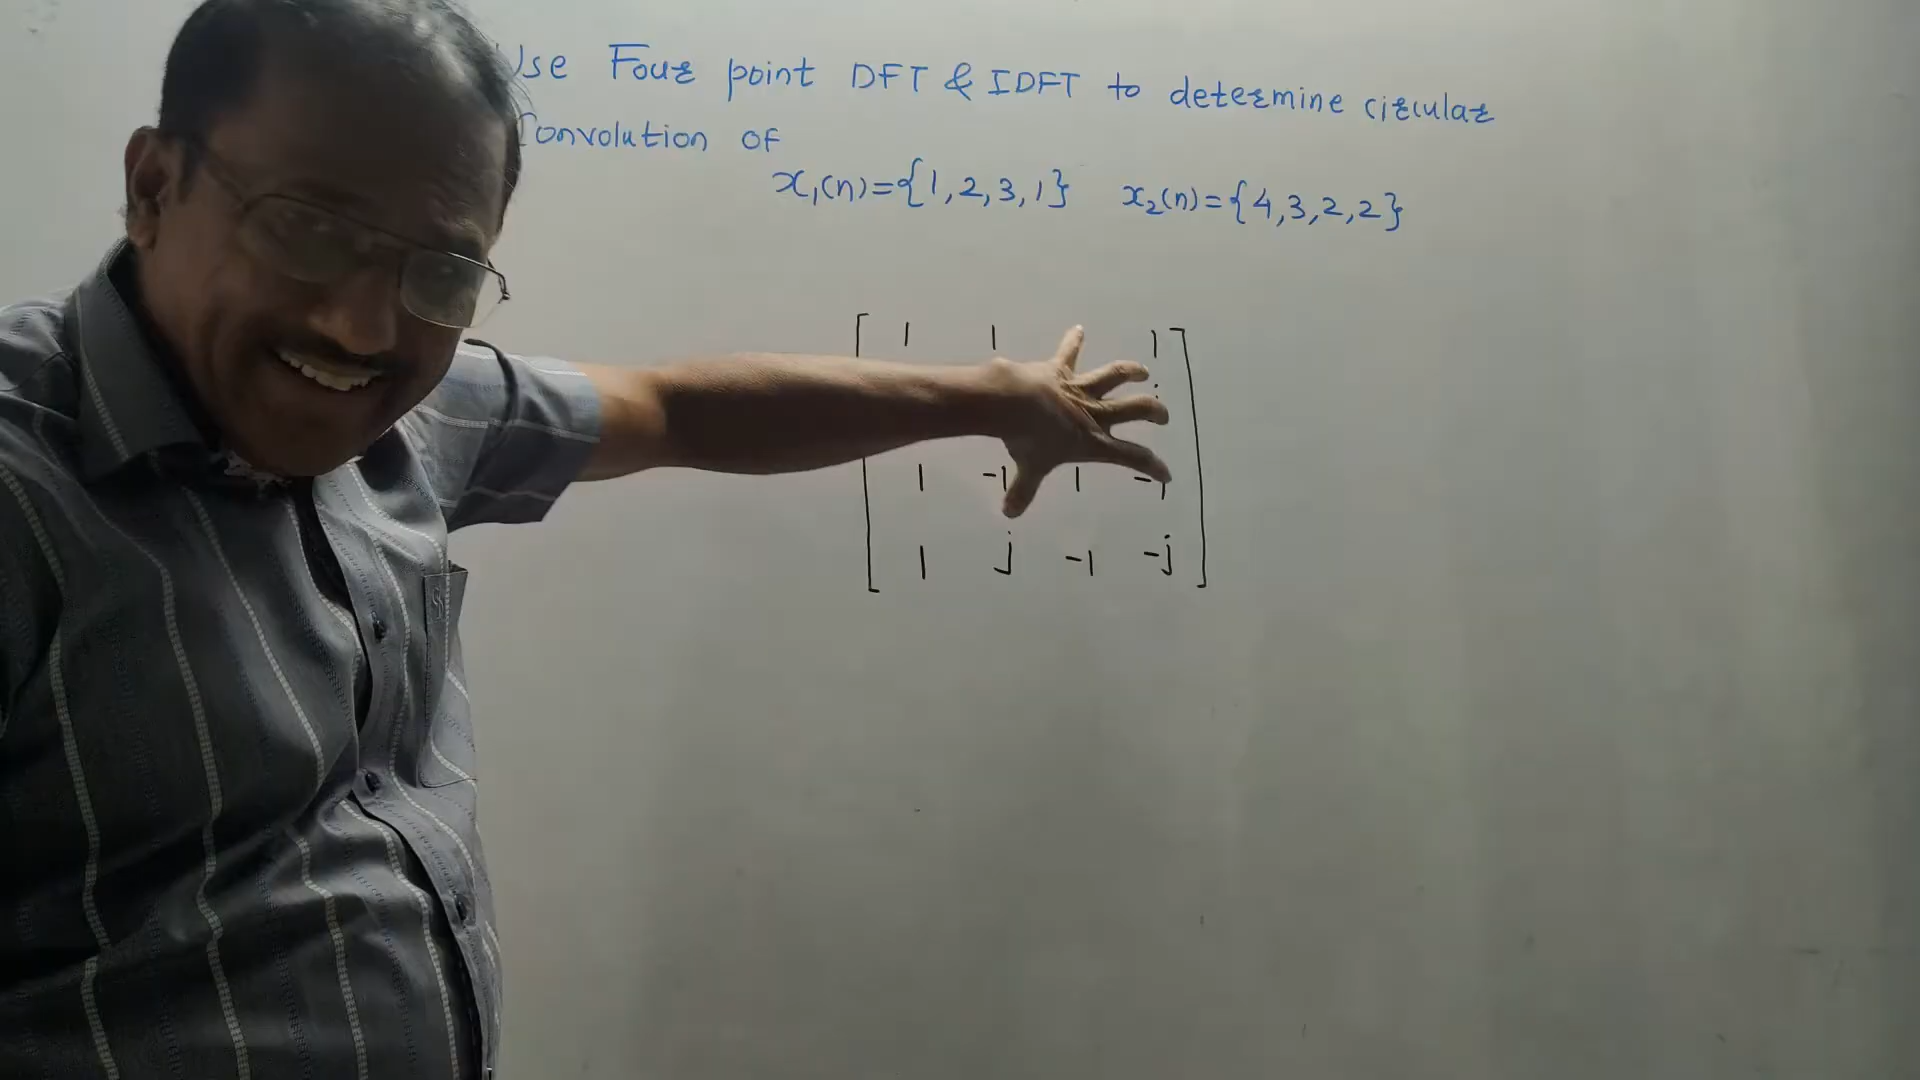 Use Four point DFT & IDFT to determine circular
Convolution of
x₁(n)={1,2,3,1} x₂(n)={4,3,2,2}
1 1 1
1 -1 1 -1
1 j -1 -j